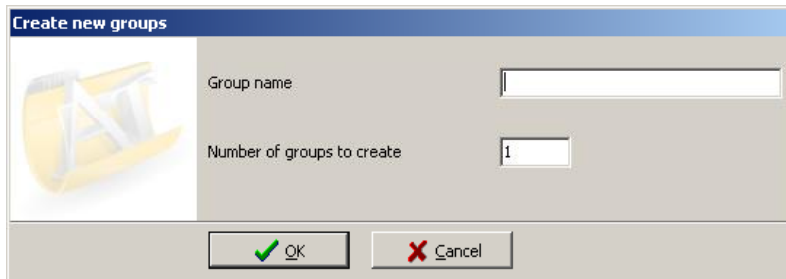 Create new groups
Group name
Number of groups to create 1
OK Cancel